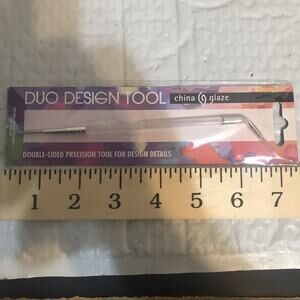 DUO DESIGN TOOL china glaze
DOUBLE-SIDED PRECISION TOOL FOR DESIGN DETAILS
1 2 3 4 5 6 7